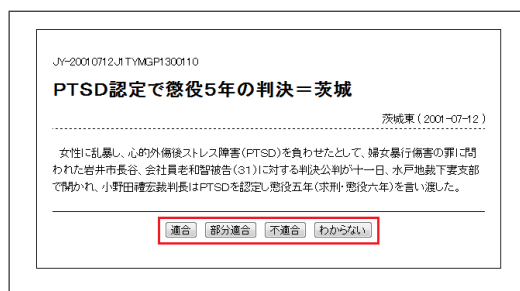 JY-20010712J1TYMGP1300110
PTSD認定で懲役5年の判決＝茨城
茨城東（2001-07-12）
女性に乱暴し、心的外傷後ストレス障害（PTSD）を負わせたとして、婦女暴行傷害の罪に問
われた岩井市長谷、会社員老和智被告（31）に対する判決公判が十一日、水戸地裁下妻支部
で開かれ、小野田禮宏裁判長はPTSDを認定し懲役五年（求刑・懲役六年）を言い渡した。
適合 部分適合 不適合 わからない